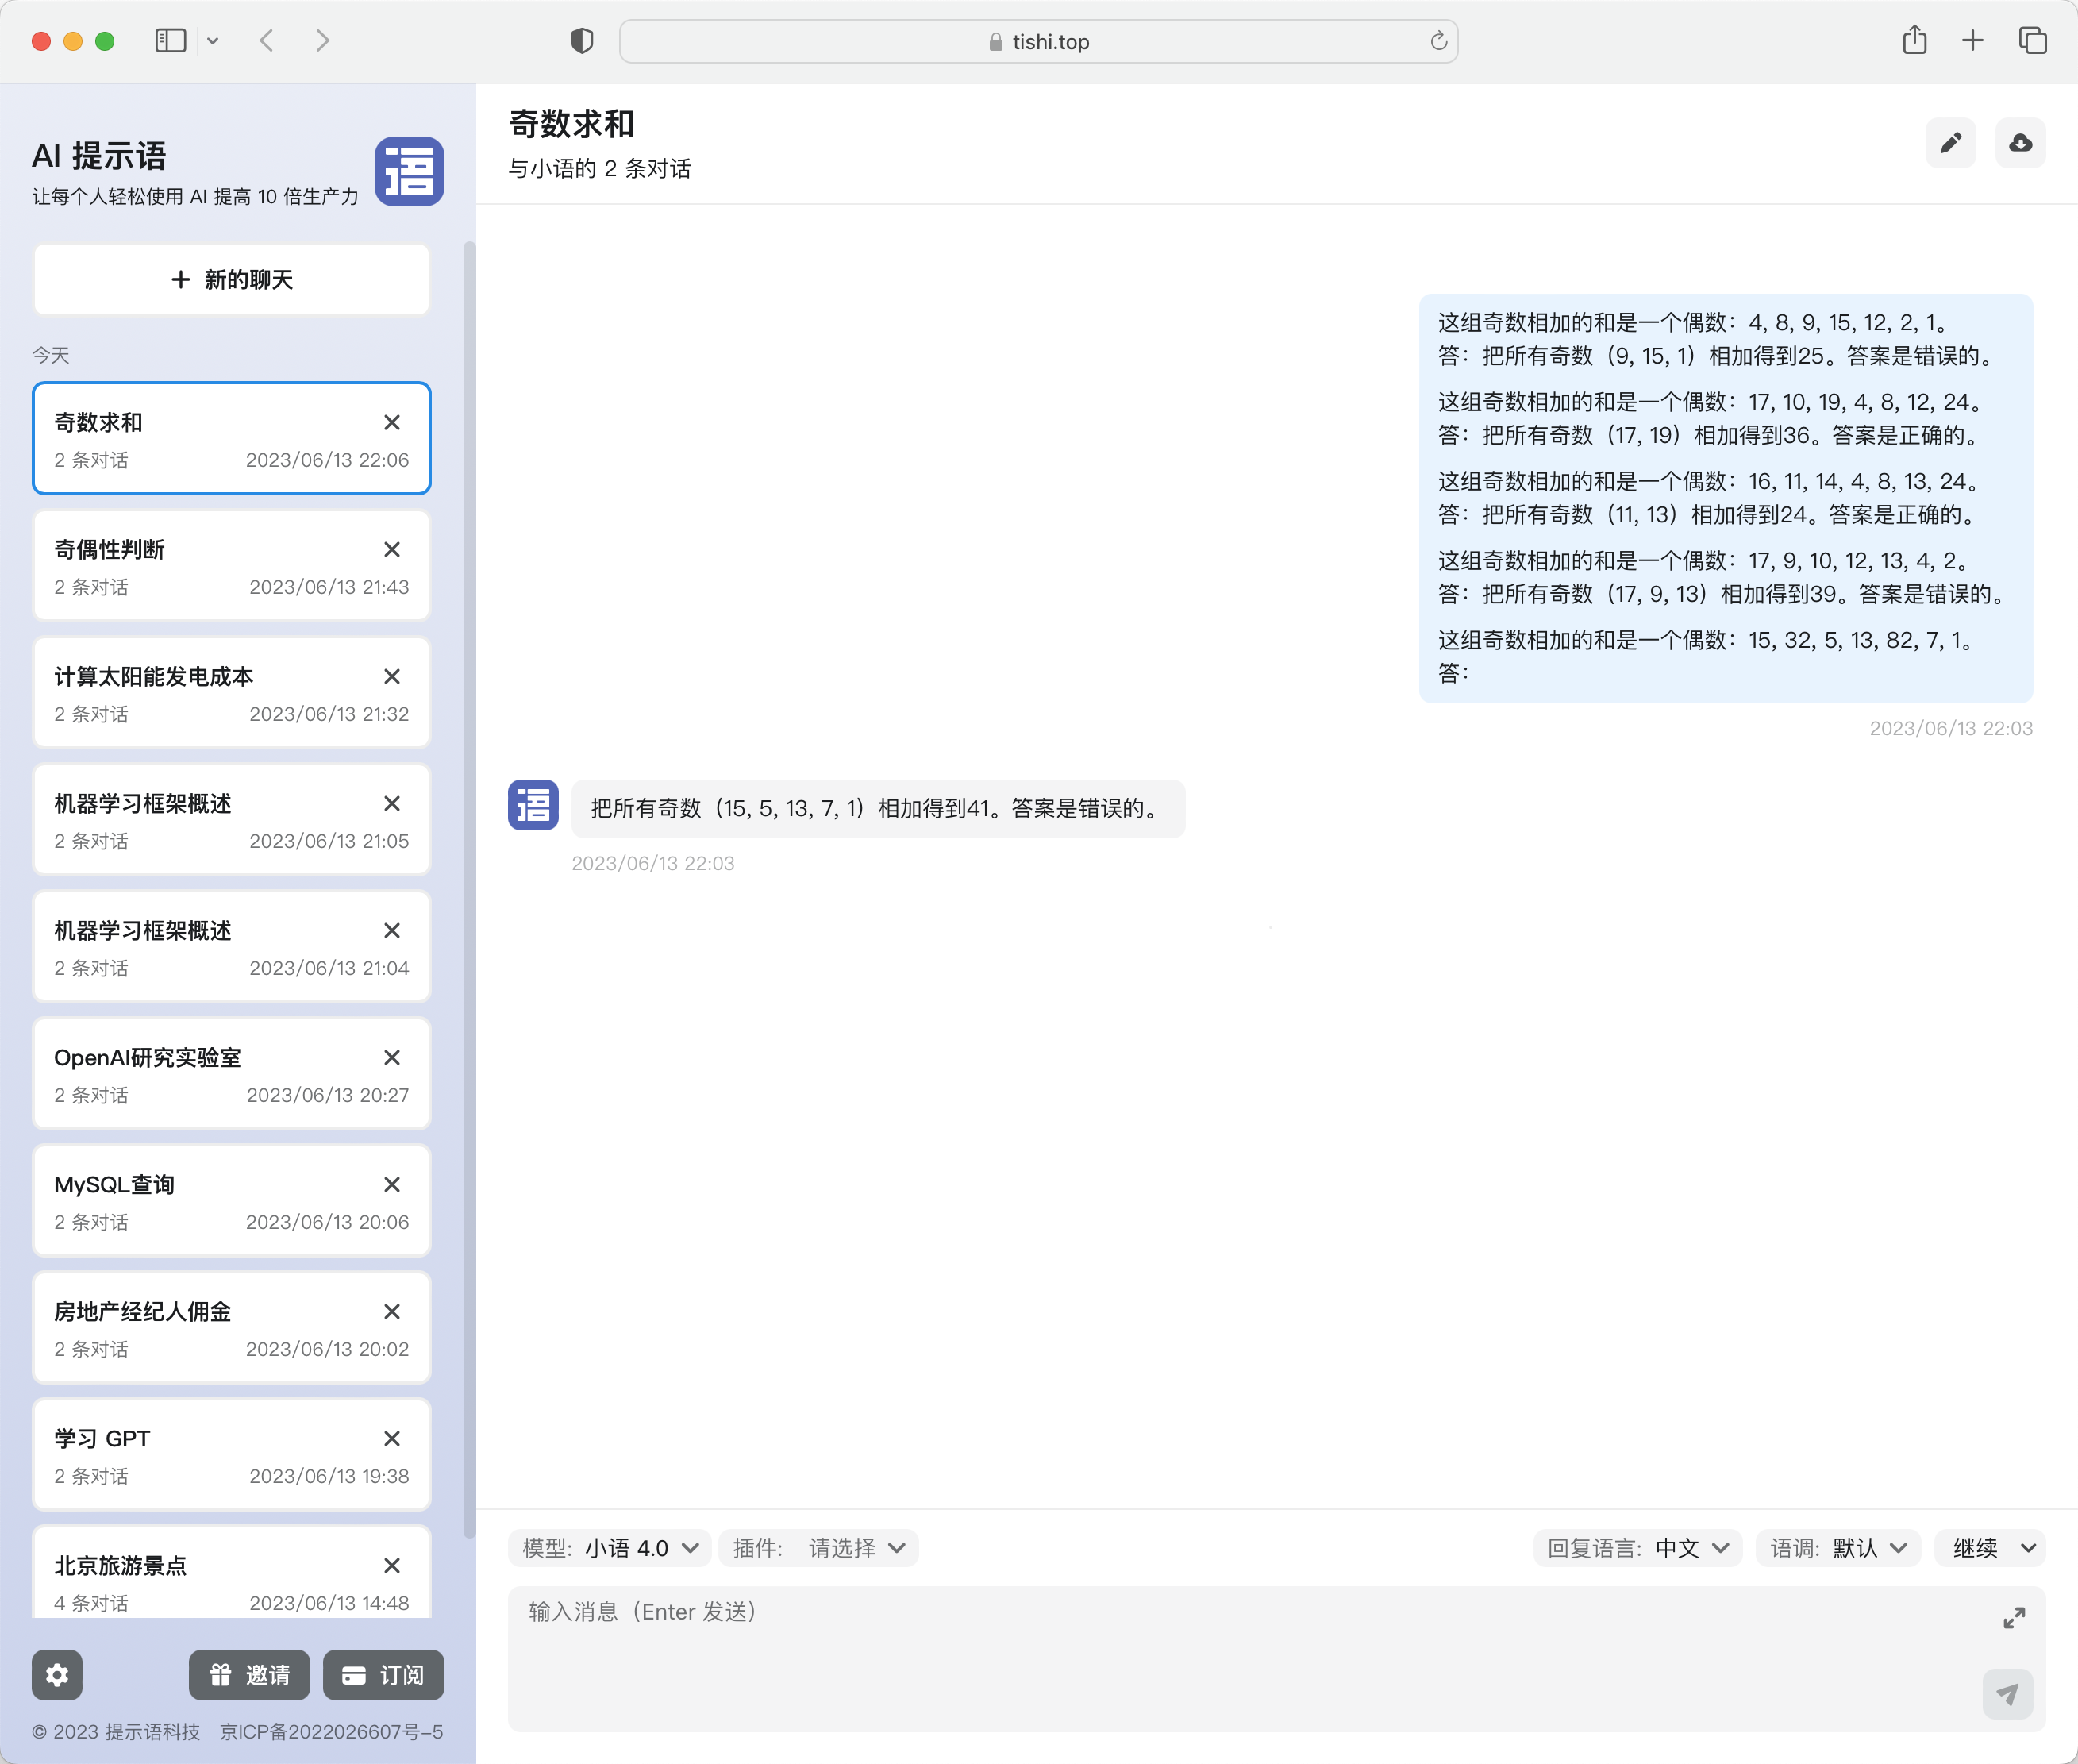 tishi.top
AI 提示语
让每个人轻松使用 AI 提高 10 倍生产力
语
新的聊天
今天
奇数求和
2 条对话 2023/06/13 22:06
奇偶性判断
2 条对话 2023/06/13 21:43
计算太阳能发电成本
2 条对话 2023/06/13 21:32
机器学习框架概述
2 条对话 2023/06/13 21:05
机器学习框架概述
2 条对话 2023/06/13 21:04
OpenAI研究实验室
2 条对话 2023/06/13 20:27
MySQL查询
2 条对话 2023/06/13 20:06
房地产经纪人佣金
2 条对话 2023/06/13 20:02
学习 GPT
2 条对话 2023/06/13 19:38
北京旅游景点
4 条对话 2023/06/13 14:48
邀请 订阅
© 2023 提示语科技 京ICP备2022026607号-5
奇数求和
与小语的 2 条对话
这组奇数相加的和是一个偶数：4, 8, 9, 15, 12, 2, 1。
答：把所有奇数（9, 15, 1）相加得到25。答案是错误的。
这组奇数相加的和是一个偶数：17, 10, 19, 4, 8, 12, 24。
答：把所有奇数（17, 19）相加得到36。答案是正确的。
这组奇数相加的和是一个偶数：16, 11, 14, 4, 8, 13, 24。
答：把所有奇数（11, 13）相加得到24。答案是正确的。
这组奇数相加的和是一个偶数：17, 9, 10, 12, 13, 4, 2。
答：把所有奇数（17, 9, 13）相加得到39。答案是错误的。
这组奇数相加的和是一个偶数：15, 32, 5, 13, 82, 7, 1。
答：
2023/06/13 22:03
语
把所有奇数（15, 5, 13, 7, 1）相加得到41。答案是错误的。
2023/06/13 22:03
模型: 小语 4.0 插件: 请选择 回复语言: 中文 语调: 默认 继续
输入消息（Enter 发送）